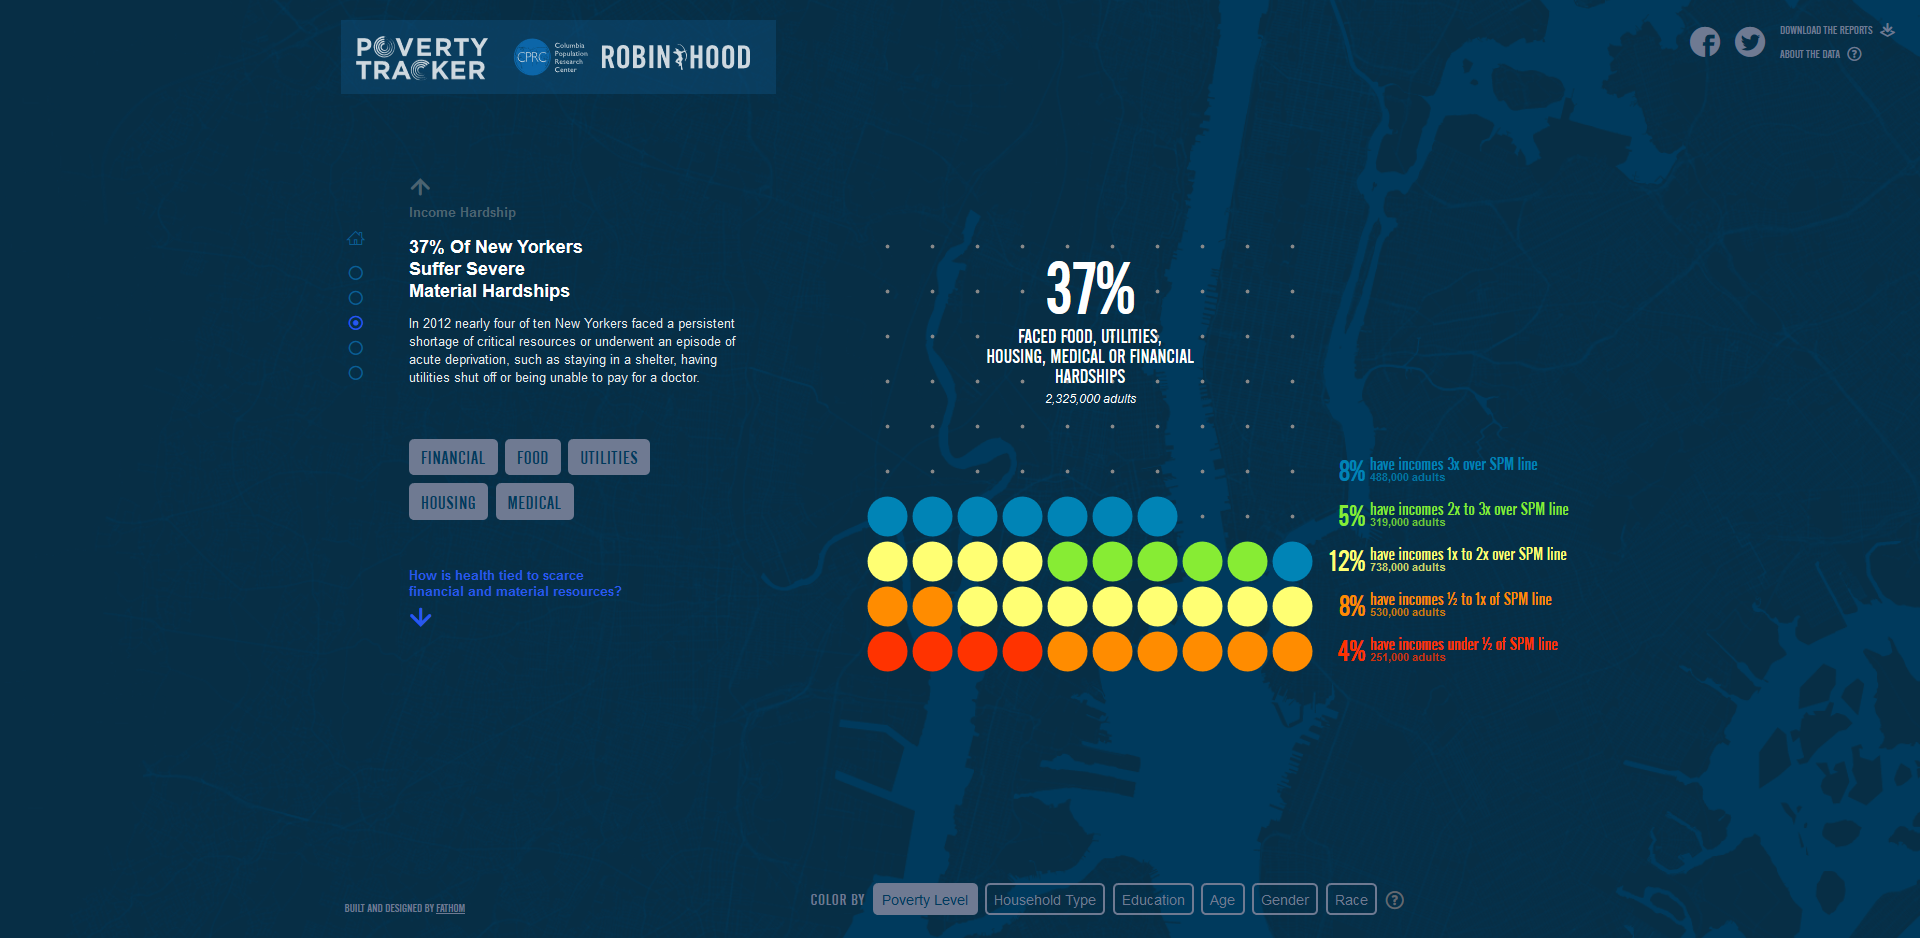 POVERTY
TRACKER
CPRC
Columbia
Population
Research
Center
ROBIN HOOD
DOWNLOAD THE REPORTS
ABOUT THE DATA ?
Income Hardship
37% Of New Yorkers
Suffer Severe
Material Hardships
In 2012 nearly four of ten New Yorkers faced a persistent
shortage of critical resources or underwent an episode of
acute deprivation, such as staying in a shelter, having
utilities shut off or being unable to pay for a doctor.
FINANCIAL FOOD UTILITIES
HOUSING MEDICAL
How is health tied to scarce
financial and material resources?
37%
FACED FOOD, UTILITIES,
HOUSING, MEDICAL OR FINANCIAL
HARDSHIPS
2,325,000 adults
8% have incomes 3x over SPM line
488,000 adults
5% have incomes 2x to 3x over SPM line
319,000 adults
12% have incomes 1x to 2x over SPM line
738,000 adults
8% have incomes ½ to 1x of SPM line
530,000 adults
4% have incomes under ½ of SPM line
251,000 adults
COLOR BY Poverty Level Household Type Education Age Gender Race ?
BUILT AND DESIGNED BY FATHOM